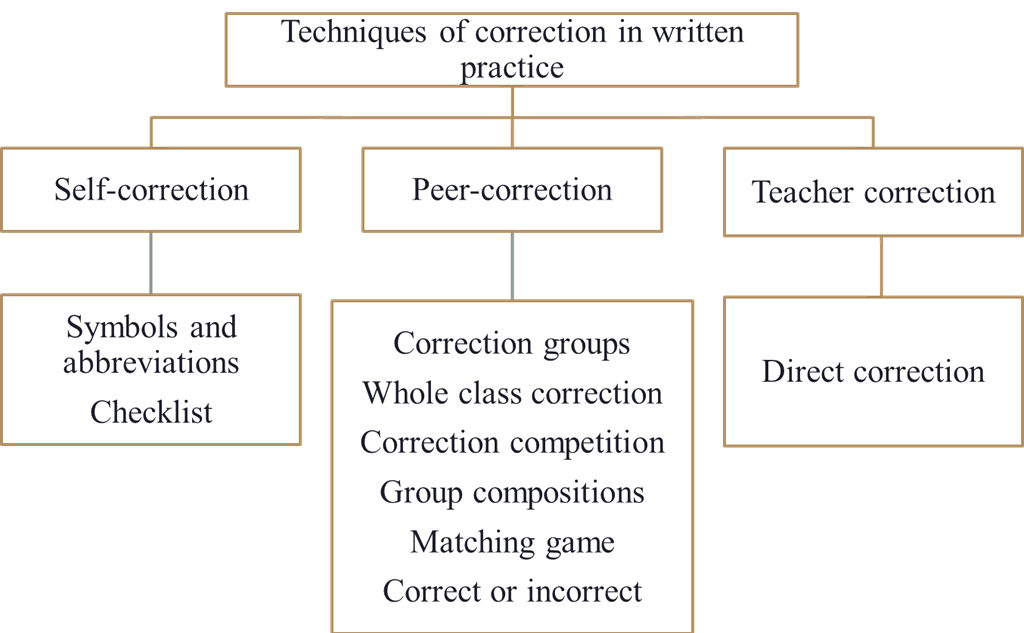 Techniques of correction in written
practice
Self-correction
Peer-correction
Teacher correction
Symbols and
abbreviations
Checklist
Correction groups
Whole class correction
Correction competition
Group compositions
Matching game
Correct or incorrect
Direct correction